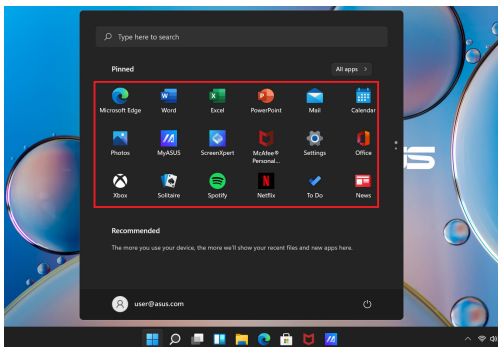 Type here to search
Pinned
All apps >
Microsoft Edge Word Excel PowerPoint Mail Calendar
Photos MyASUS ScreenXpert McAfee® Personal... Settings Office
Xbox Solitaire Spotify Netflix To Do News
Recommended
The more you use your device, the more we'll show your recent files and new apps here.
user@asus.com